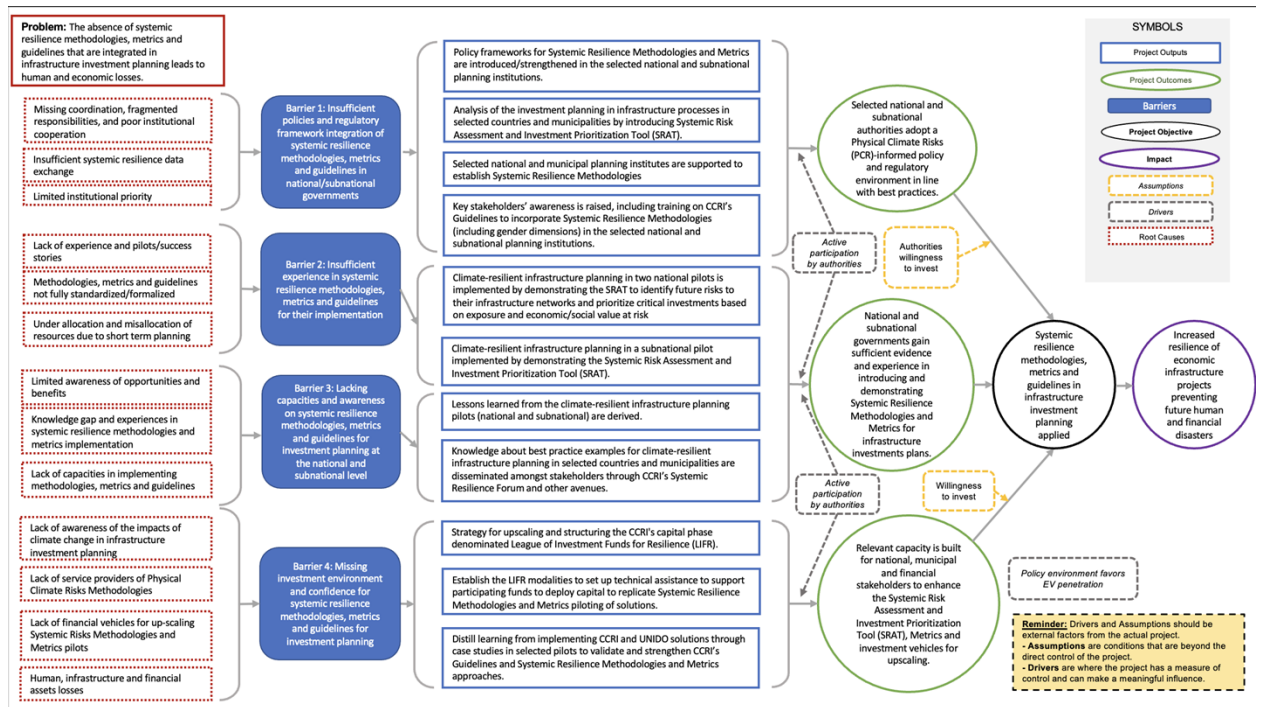 Problem: The absence of systemic
resilience methodologies, metrics and
guidelines that are integrated in
infrastructure investment planning leads to
human and economic losses.
Missing coordination, fragmented
responsibilities, and poor institutional
cooperation
Insufficient systemic resilience data
exchange
Limited institutional priority
Lack of experience and pilots/success
stories
Methodologies, metrics and guidelines
not fully standardized/formalized
Under allocation and misallocation of
resources due to short term planning
Limited awareness of opportunities and
benefits
Knowledge gap and experiences in
systemic resilience methodologies and
metrics implementation
Lack of capacities in implementing
methodologies, metrics and guidelines
Lack of awareness of the impacts of
climate change in infrastructure
investment planning
Lack of service providers of Physical
Climate Risks Methodologies
Lack of financial vehicles for up-scaling
Systemic Risks Methodologies and
Metrics pilots
Human, infrastructure and financial
assets losses
Barrier 1: Insufficient
policies and regulatory
framework integration of
systemic resilience
methodologies, metrics
and guidelines in
national/subnational
governments
Barrier 2: Insufficient
experience in systemic
resilience methodologies,
metrics and guidelines
for their implementation
Barrier 3: Lacking
capacities and awareness
on systemic resilience
methodologies, metrics
and guidelines for
investment planning at
the national and
subnational level
Barrier 4: Missing
investment environment
and confidence for
systemic resilience
methodologies, metrics
and guidelines for
investment planning
Policy frameworks for Systemic Resilience Methodologies and Metrics
are introduced/strengthened in the selected national and subnational
planning institutions.
Analysis of the investment planning in infrastructure processes in
selected countries and municipalities by introducing Systemic Risk
Assessment and Investment Prioritization Tool (SRAT).
Selected national and municipal planning institutes are supported to
establish Systemic Resilience Methodologies
Key stakeholders' awareness is raised, including training on CCRI's
Guidelines to incorporate Systemic Resilience Methodologies
(including gender dimensions) in the selected national and
subnational planning institutions.
Climate-resilient infrastructure planning in two national pilots is
implemented by demonstrating the SRAT to identify future risks to
their infrastructure networks and prioritize critical investments based
on exposure and economic/social value at risk
Climate-resilient infrastructure planning in a subnational pilot
implemented by demonstrating the Systemic Risk Assessment and
Investment Prioritization Tool (SRAT).
Lessons learned from the climate-resilient infrastructure planning
pilots (national and subnational) are derived.
Knowledge about best practice examples for climate-resilient
infrastructure planning in selected countries and municipalities are
disseminated amongst stakeholders through CCRI's Systemic
Resilience Forum and other avenues.
Strategy for upscaling and structuring the CCRI's capital phase
denominated League of Investment Funds for Resilience (LIFR).
Establish the LIFR modalities to set up technical assistance to support
participating funds to deploy capital to replicate Systemic Resilience
Methodologies and Metrics piloting of solutions.
Distill learning from implementing CCRI and UNIDO solutions through
case studies in selected pilots to validate and strengthen CCRI's
Guidelines and Systemic Resilience Methodologies and Metrics
approaches.
Active
participation
by authorities
Active
participation
by authorities
Selected national and
subnational
authorities adopt a
Physical Climate Risks
(PCR)-informed policy
and regulatory
environment in line
with best practices.
National and
subnational
governments gain
sufficient evidence
and experience in
introducing and
demonstrating
Systemic Resilience
Methodologies and
Metrics for
infrastructure
investments plans.
Relevant capacity is built
for national, municipal
and financial
stakeholders to enhance
the Systemic Risk
Assessment and
Investment Prioritization
Tool (SRAT), Metrics and
investment vehicles for
upscaling.
Authorities
willingness
to invest
Willingness
to invest
Systemic
resilience
methodologies,
metrics and
guidelines in
infrastructure
investment
planning
applied
Increased
resilience of
economic
infrastructure
projects
preventing
future human
and financial
disasters
Policy environment favors
EV penetration
Reminder: Drivers and Assumptions should be
external factors from the actual project.
- Assumptions are conditions that are beyond the
direct control of the project.
- Drivers are where the project has a measure of
control and can make a meaningful influence.
SYMBOLS
Project Outputs
Project Outcomes
Barriers
Project Objective
Impact
Assumptions
Drivers
Root Causes